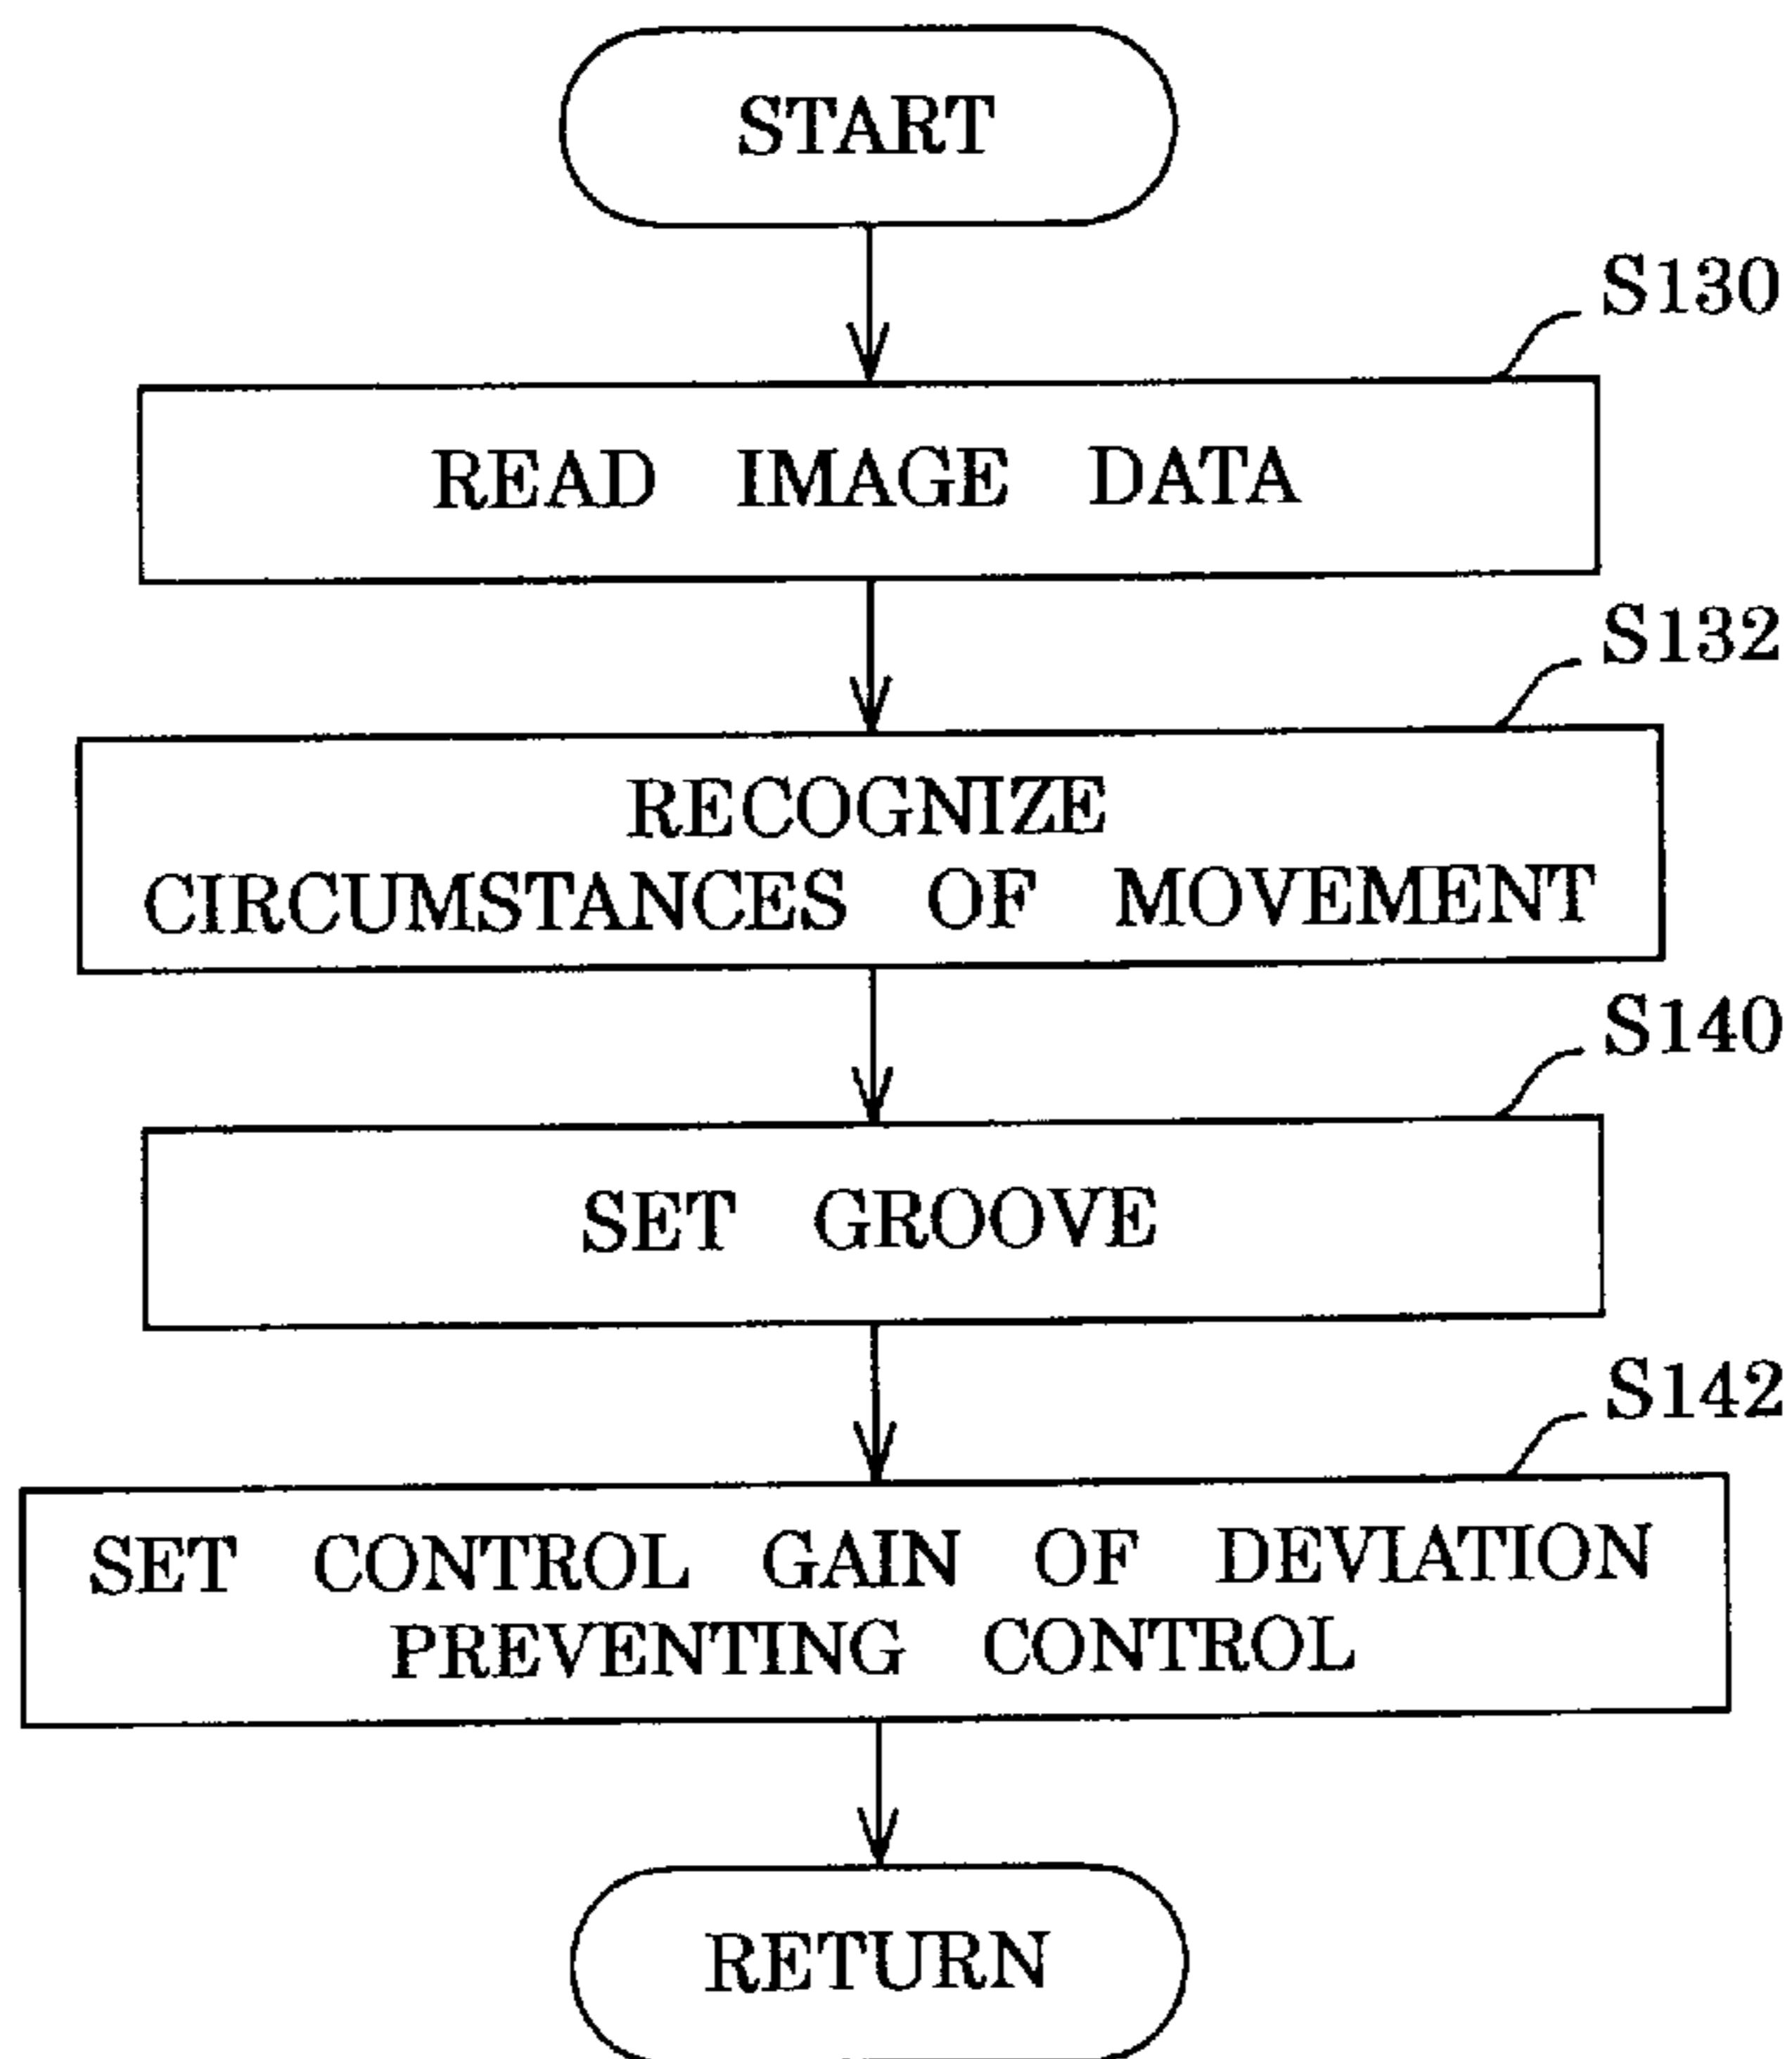 START
S130
READ IMAGE DATA
S132
RECOGNIZE
CIRCUMSTANCES OF MOVEMENT
S140
SET GROOVE
S142
SET CONTROL GAIN OF DEVIATION
PREVENTING CONTROL
RETURN